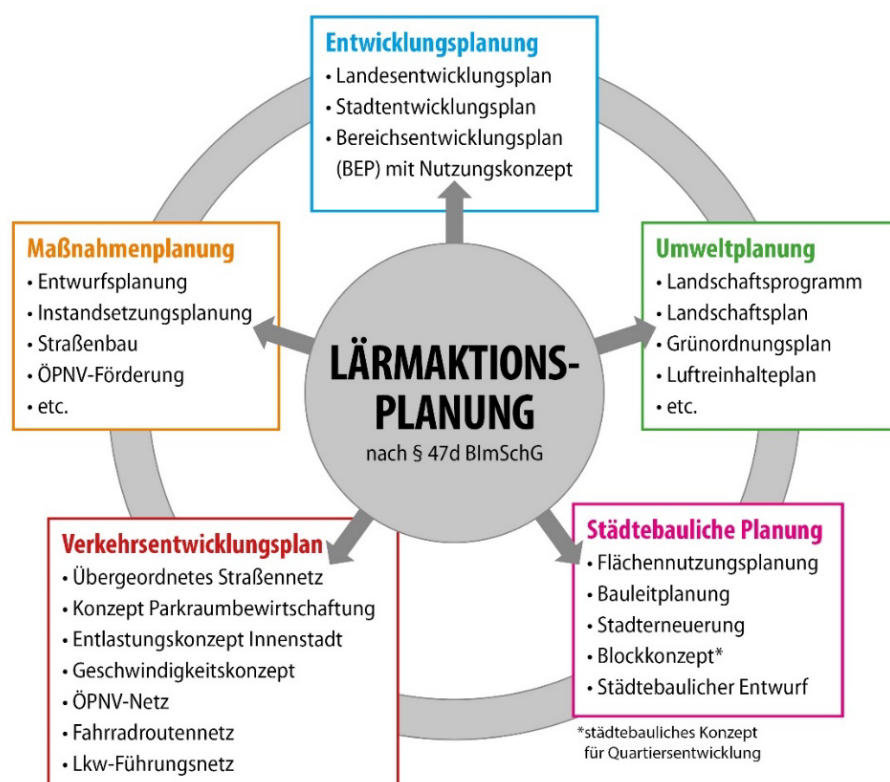 Entwicklungsplanung
• Landesentwicklungsplan
• Stadtentwicklungsplan
• Bereichsentwicklungsplan
(BEP) mit Nutzungskonzept
Maßnahmenplanung
• Entwurfsplanung
• Instandsetzungsplanung
• Straßenbau
• ÖPNV-Förderung
• etc.
Umweltplanung
• Landschaftsprogramm
• Landschaftsplan
• Grünordnungsplan
• Luftreinhalteplan
• etc.
LÄRMAKTIONS-
PLANUNG
nach § 47d BImSchG
Verkehrsentwicklungsplan
• Übergeordnetes Straßennetz
• Konzept Parkraumbewirtschaftung
• Entlastungskonzept Innenstadt
• Geschwindigkeitskonzept
• ÖPNV-Netz
• Fahrradroutennetz
• Lkw-Führungsnetz
Städtebauliche Planung
• Flächennutzungsplanung
• Bauleitplanung
• Stadterneuerung
• Blockkonzept*
• Städtebaulicher Entwurf
*städtebauliches Konzept
für Quartiersentwicklung